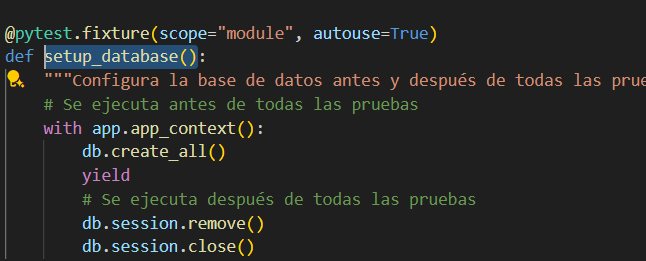 @pytest.fixture(scope="module", autouse=True)
def setup_database():
"""Configura la base de datos antes y después de todas las
# Se ejecuta antes de todas las pruebas
with app.app_context():
db.create_all()
yield
# Se ejecuta después de todas las pruebas
db.session.remove()
db.session.close()